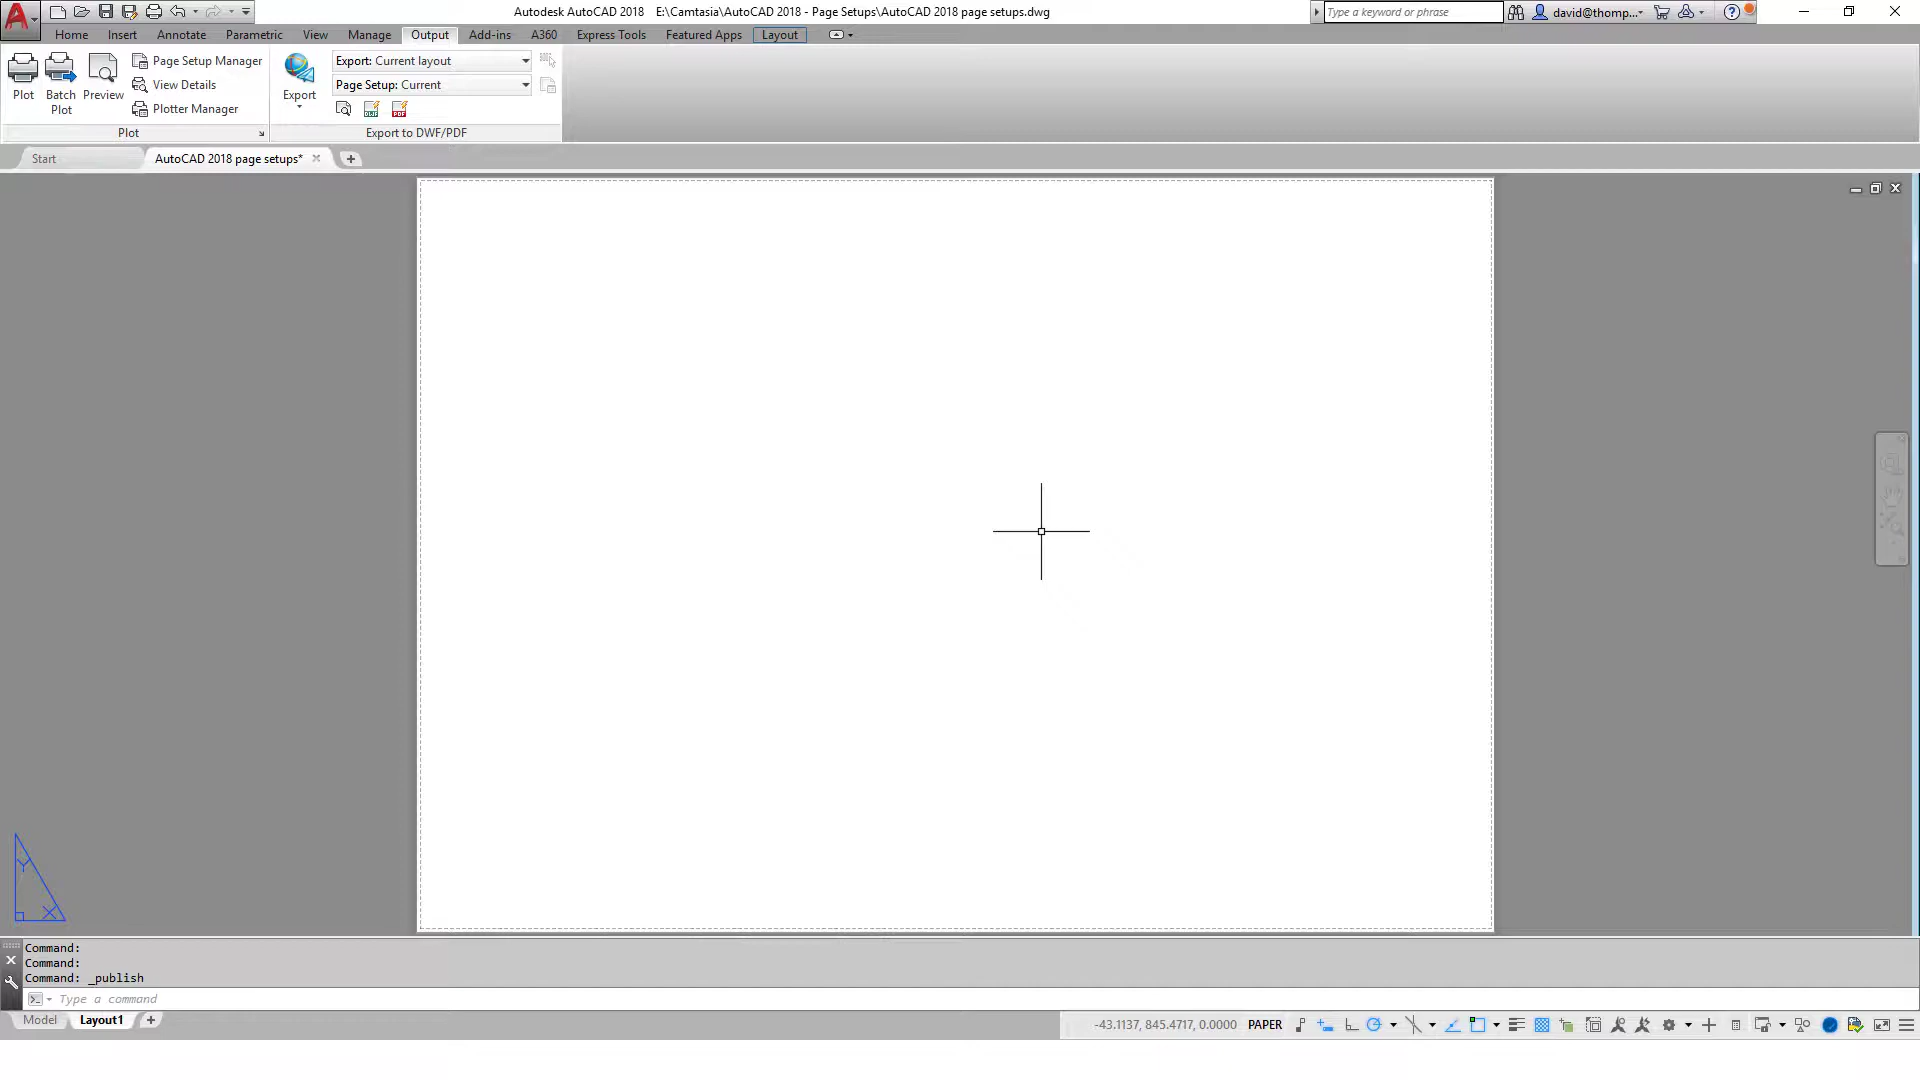 Autodesk AutoCAD 2018 E:\Camtasia\AutoCAD 2018 - Page Setups\AutoCAD 2018 page setups.dwg
Type a keyword or phrase
david@thomp...
Home Insert Annotate Parametric View Manage Output Add-ins A360 Express Tools Featured Apps Layout
Plot
Batch
Plot
Preview
Page Setup Manager
View Details
Plotter Manager
Plot
Export
Export: Current layout
Page Setup: Current
Export to DWF/PDF
Start
AutoCAD 2018 page setups*
Y
X
Command:
Command:
Command: _publish
Type a command
Model Layout1
-43.1137, 845.4717, 0.0000 PAPER